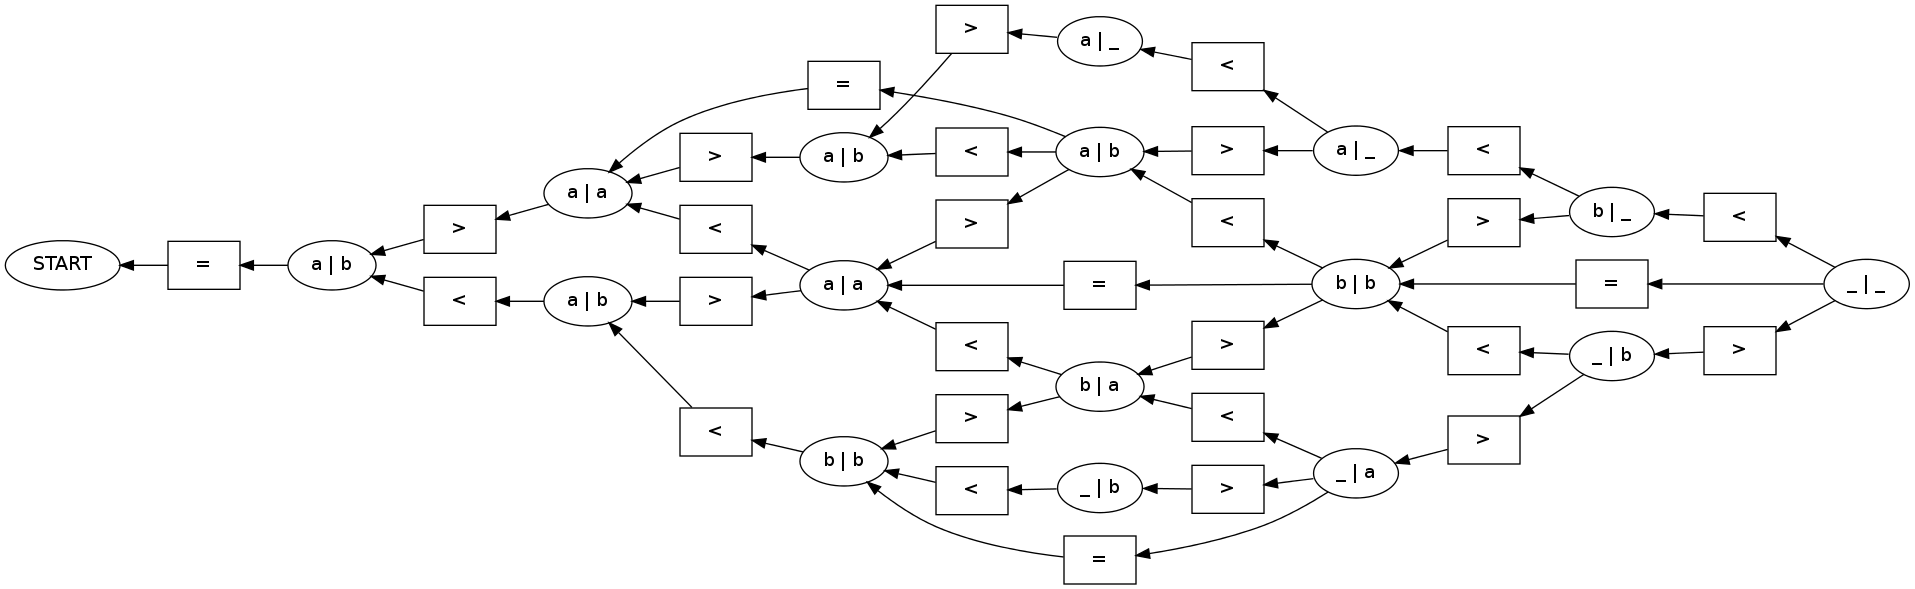 START
=
a | b
>
<
a | a
a | b
=
>
<
>
<
a | b
a | a
b | b
>
<
>
<
>
<
a | _
a | b
=
b | a
_ | b
=
<
>
<
>
<
>
a | _
b | b
_ | a
<
>
<
>
b | _
=
_ | b
<
>
_ | _